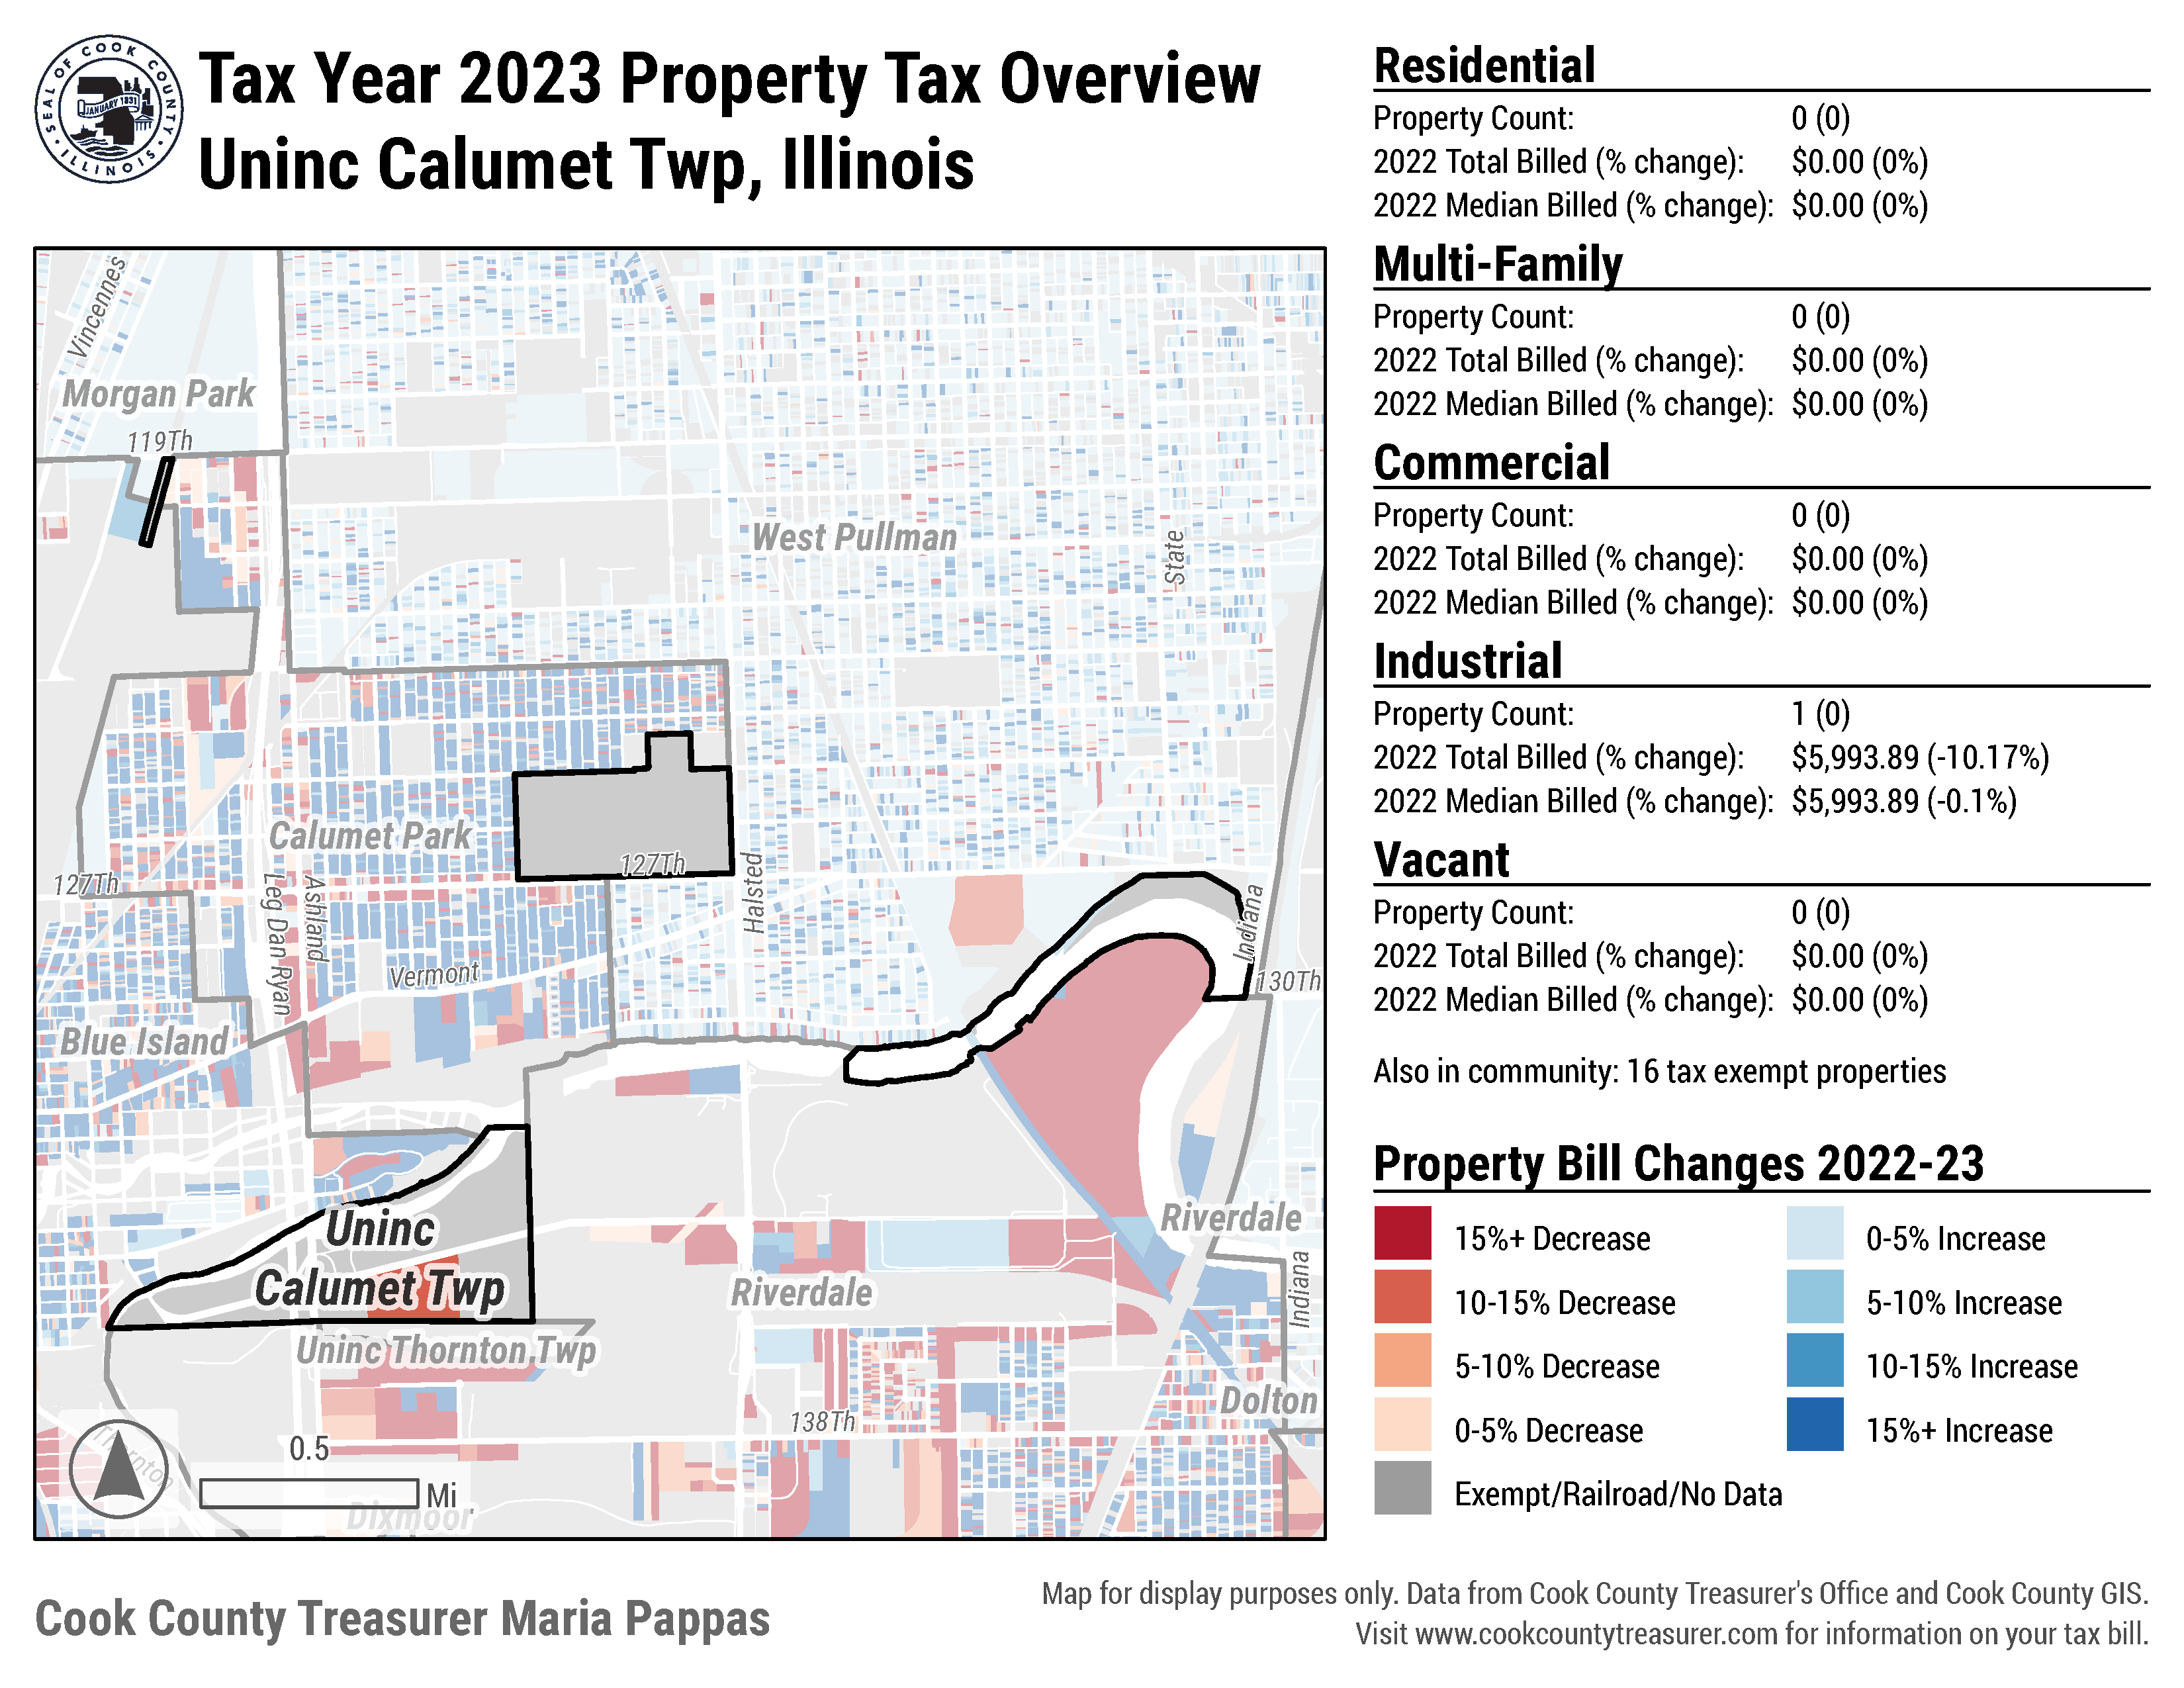 SEAL OF COOK COUNTY
ILLINOIS
JANUARY 1831
Tax Year 2023 Property Tax Overview
Uninc Calumet Twp, Illinois
Residential
Property Count: 0 (0)
2022 Total Billed (% change): $0.00 (0%)
2022 Median Billed (% change): $0.00 (0%)
Multi-Family
Property Count: 0 (0)
2022 Total Billed (% change): $0.00 (0%)
2022 Median Billed (% change): $0.00 (0%)
Commercial
Property Count: 0 (0)
2022 Total Billed (% change): $0.00 (0%)
2022 Median Billed (% change): $0.00 (0%)
Industrial
Property Count: 1 (0)
2022 Total Billed (% change): $5,993.89 (-10.17%)
2022 Median Billed (% change): $5,993.89 (-0.1%)
Vacant
Property Count: 0 (0)
2022 Total Billed (% change): $0.00 (0%)
2022 Median Billed (% change): $0.00 (0%)
Also in community: 16 tax exempt properties
Property Bill Changes 2022-23
15%+ Decrease
10-15% Decrease
5-10% Decrease
0-5% Decrease
Exempt/Railroad/No Data
0-5% Increase
5-10% Increase
10-15% Increase
15%+ Increase
Vincennes
Morgan Park
119Th
West Pullman
State
Calumet Park
127Th
127Th
Halsted
Leg Dan Ryan
Ashland
Vermont
Indiana
130Th
Blue Island
Uninc
Calumet Twp
Riverdale
Riverdale
Indiana
Uninc Thornton Twp
Dolton
138Th
Thornton
0.5
Mi
Dixmoor
Cook County Treasurer Maria Pappas
Map for display purposes only. Data from Cook County Treasurer's Office and Cook County GIS.
Visit www.cookcountytreasurer.com for information on your tax bill.